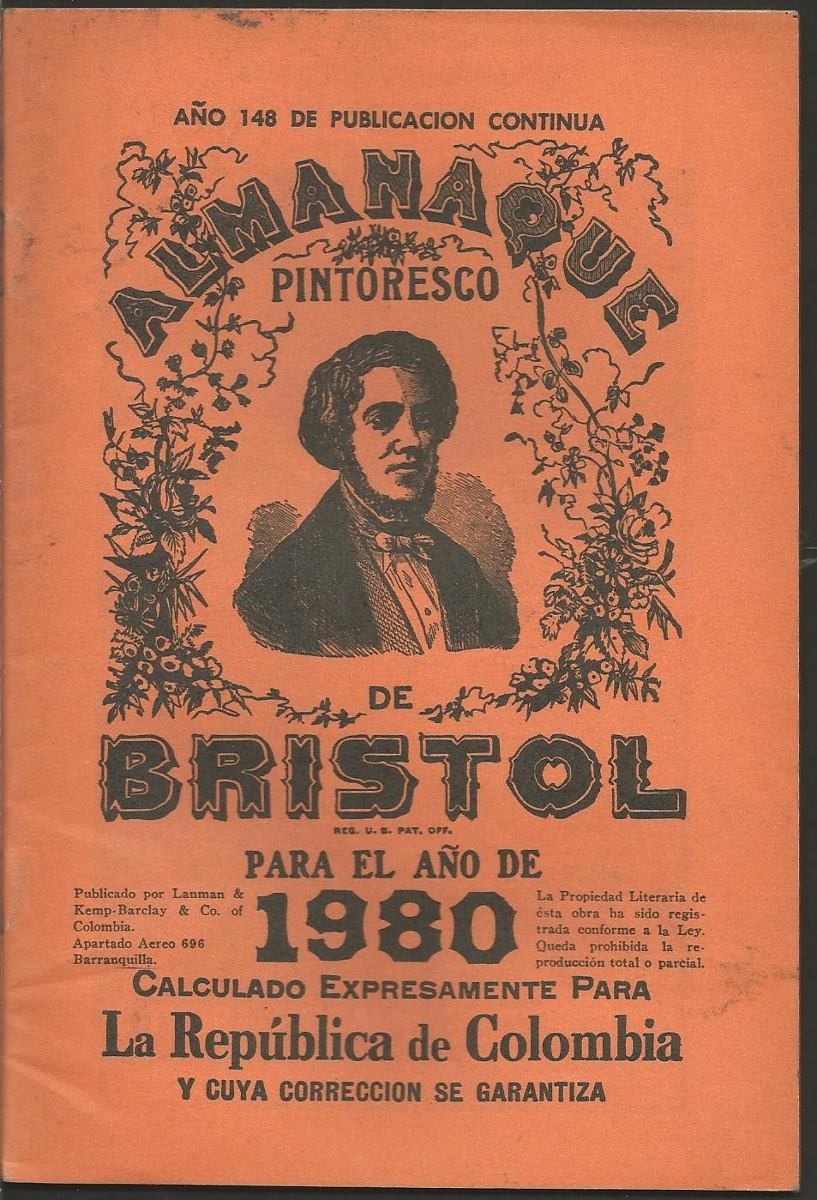 AÑO 148 DE PUBLICACION CONTINUA
ALMANAQUE
PINTORESCO
DE
BRISTOL
REG. U. S. PAT. OFF.
PARA EL AÑO DE
1980
Publicado por Lanman &
Kemp-Barclay & Co. of
Colombia.
Apartado Aereo 696
Barranquilla.
La Propiedad Literaria de
ésta obra ha sido regis-
trada conforme a la Ley.
Queda prohibida la re-
producción total o parcial.
CALCULADO EXPRESAMENTE PARA
La República de Colombia
Y CUYA CORRECCION SE GARANTIZA